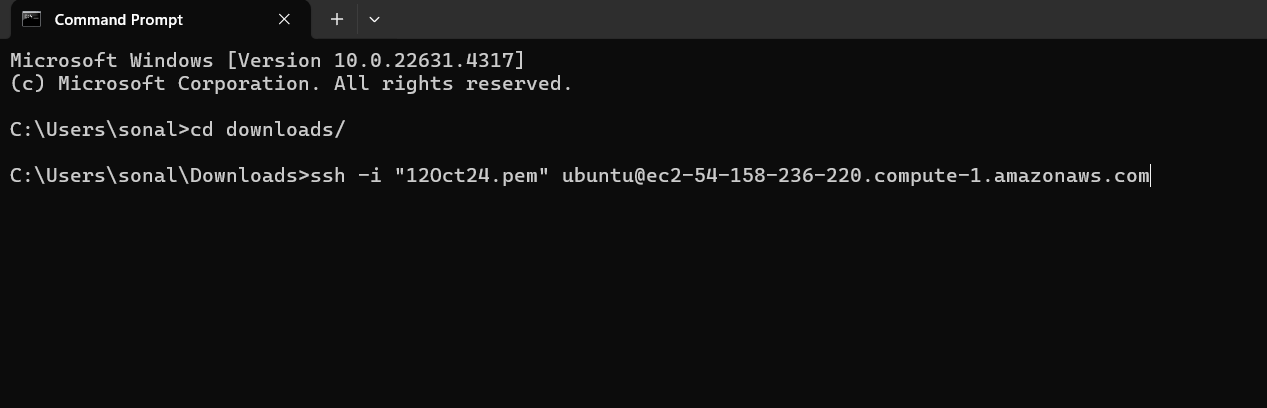 Command Prompt
Microsoft Windows [Version 10.0.22631.4317]
(c) Microsoft Corporation. All rights reserved.
C:\Users\sonal>cd downloads/
C:\Users\sonal\Downloads>ssh -i "12Oct24.pem" ubuntu@ec2-54-158-236-220.compute-1.amazonaws.com